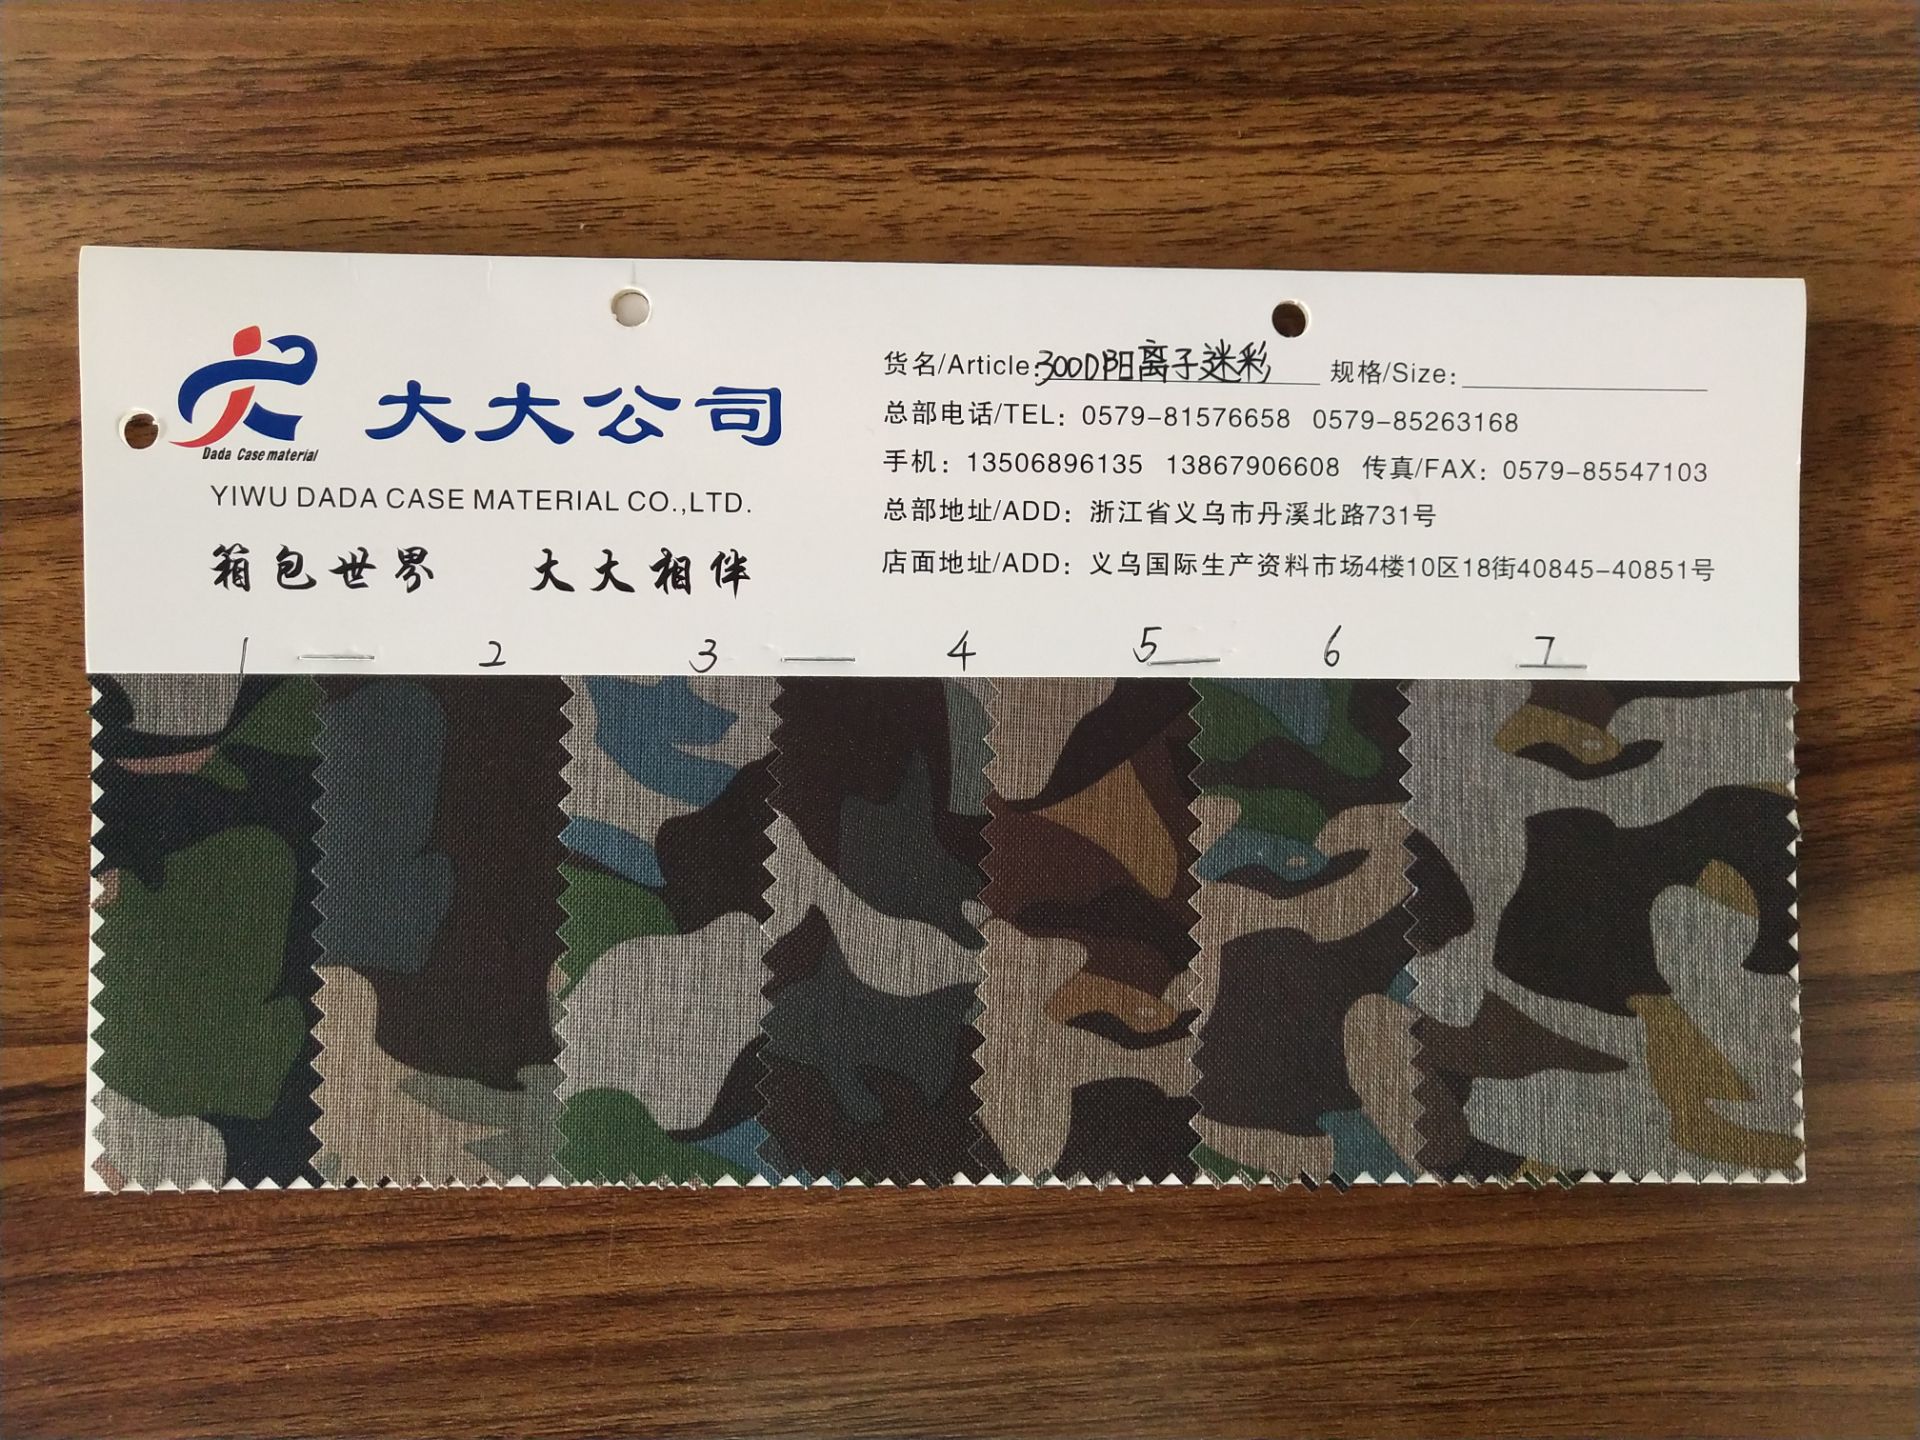 大大公司
Dada Case material
YIWU DADA CASE MATERIAL CO.,LTD.
箱包世界 大大相伴
货名/Article:300D阳离子迷彩 规格/Size:
总部电话/TEL: 0579-81576658 0579-85263168
手机: 13506896135 13867906608 传真/FAX: 0579-85547103
总部地址/ADD: 浙江省义乌市丹溪北路731号
店面地址/ADD: 义乌国际生产资料市场4楼10区18街40845-40851号
1 2 3 4 5 6 7